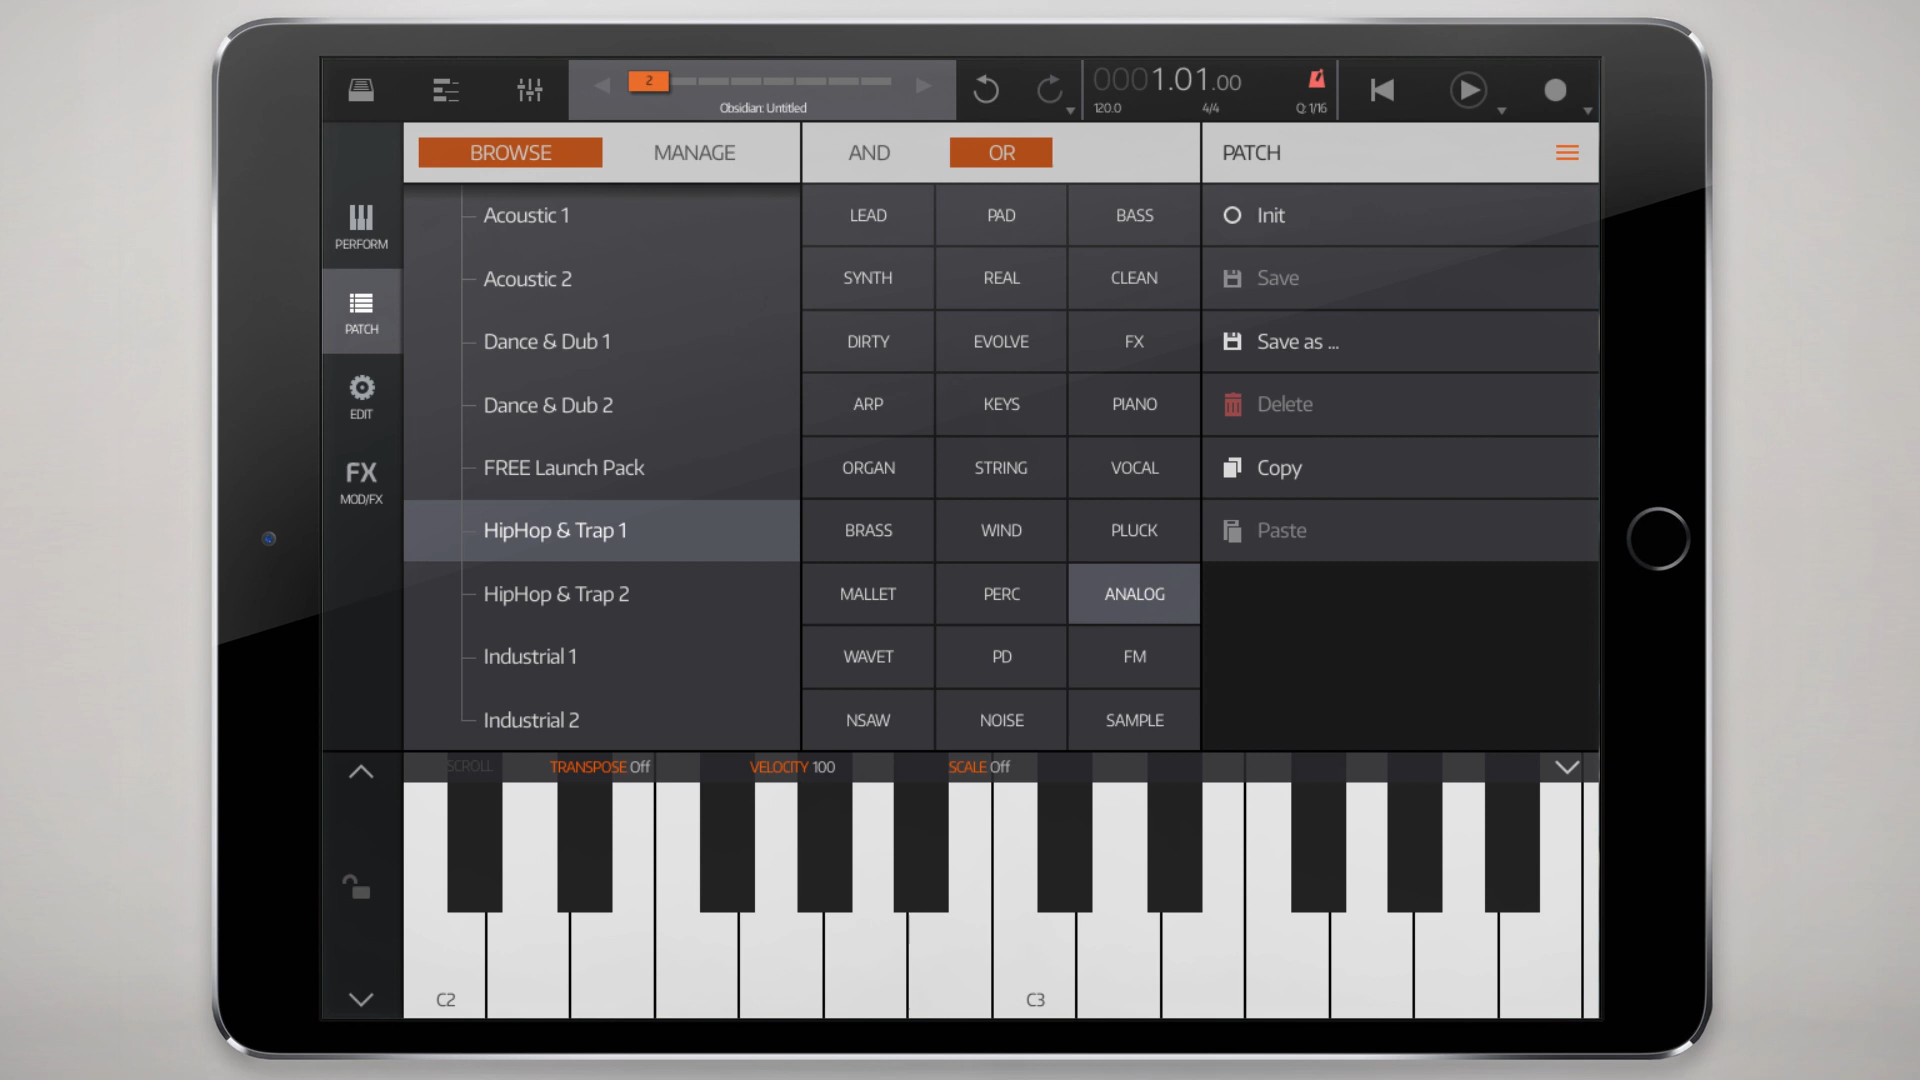 2
Obsidian: Untitled
0001.01.00
120.0 4/4 Q: 1/16
BROWSE MANAGE AND OR PATCH
PERFORM
PATCH
EDIT
FX
MOD/FX
Acoustic 1
Acoustic 2
Dance & Dub 1
Dance & Dub 2
FREE Launch Pack
HipHop & Trap 1
HipHop & Trap 2
Industrial 1
Industrial 2
LEAD PAD BASS
SYNTH REAL CLEAN
DIRTY EVOLVE FX
ARP KEYS PIANO
ORGAN STRING VOCAL
BRASS WIND PLUCK
MALLET PERC ANALOG
WAVET PD FM
NSAW NOISE SAMPLE
Init
Save
Save as ...
Delete
Copy
Paste
SCROLL TRANSPOSE Off VELOCITY 100 SCALE Off
C2 C3